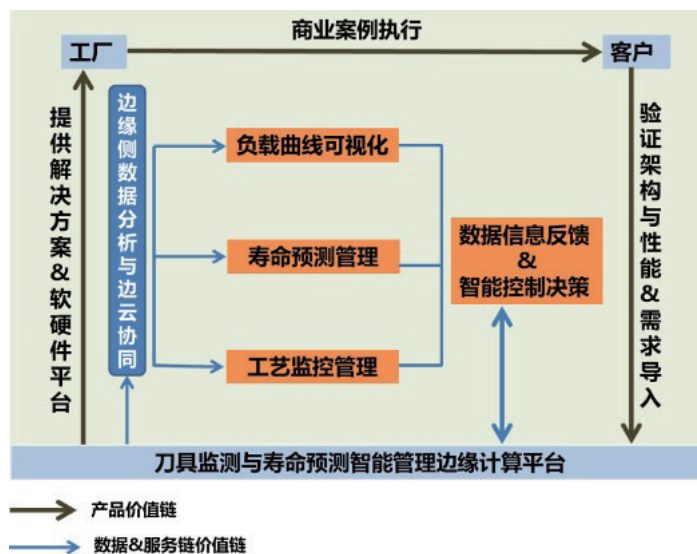 商业案例执行
工厂
客户
提供解决方案&软硬件平台
边缘侧数据分析与边云协同
负载曲线可视化
寿命预测管理
工艺监控管理
数据信息反馈
&
智能控制决策
验证架构与性能&需求导入
刀具监测与寿命预测智能管理边缘计算平台
产品价值链
数据&服务链价值链